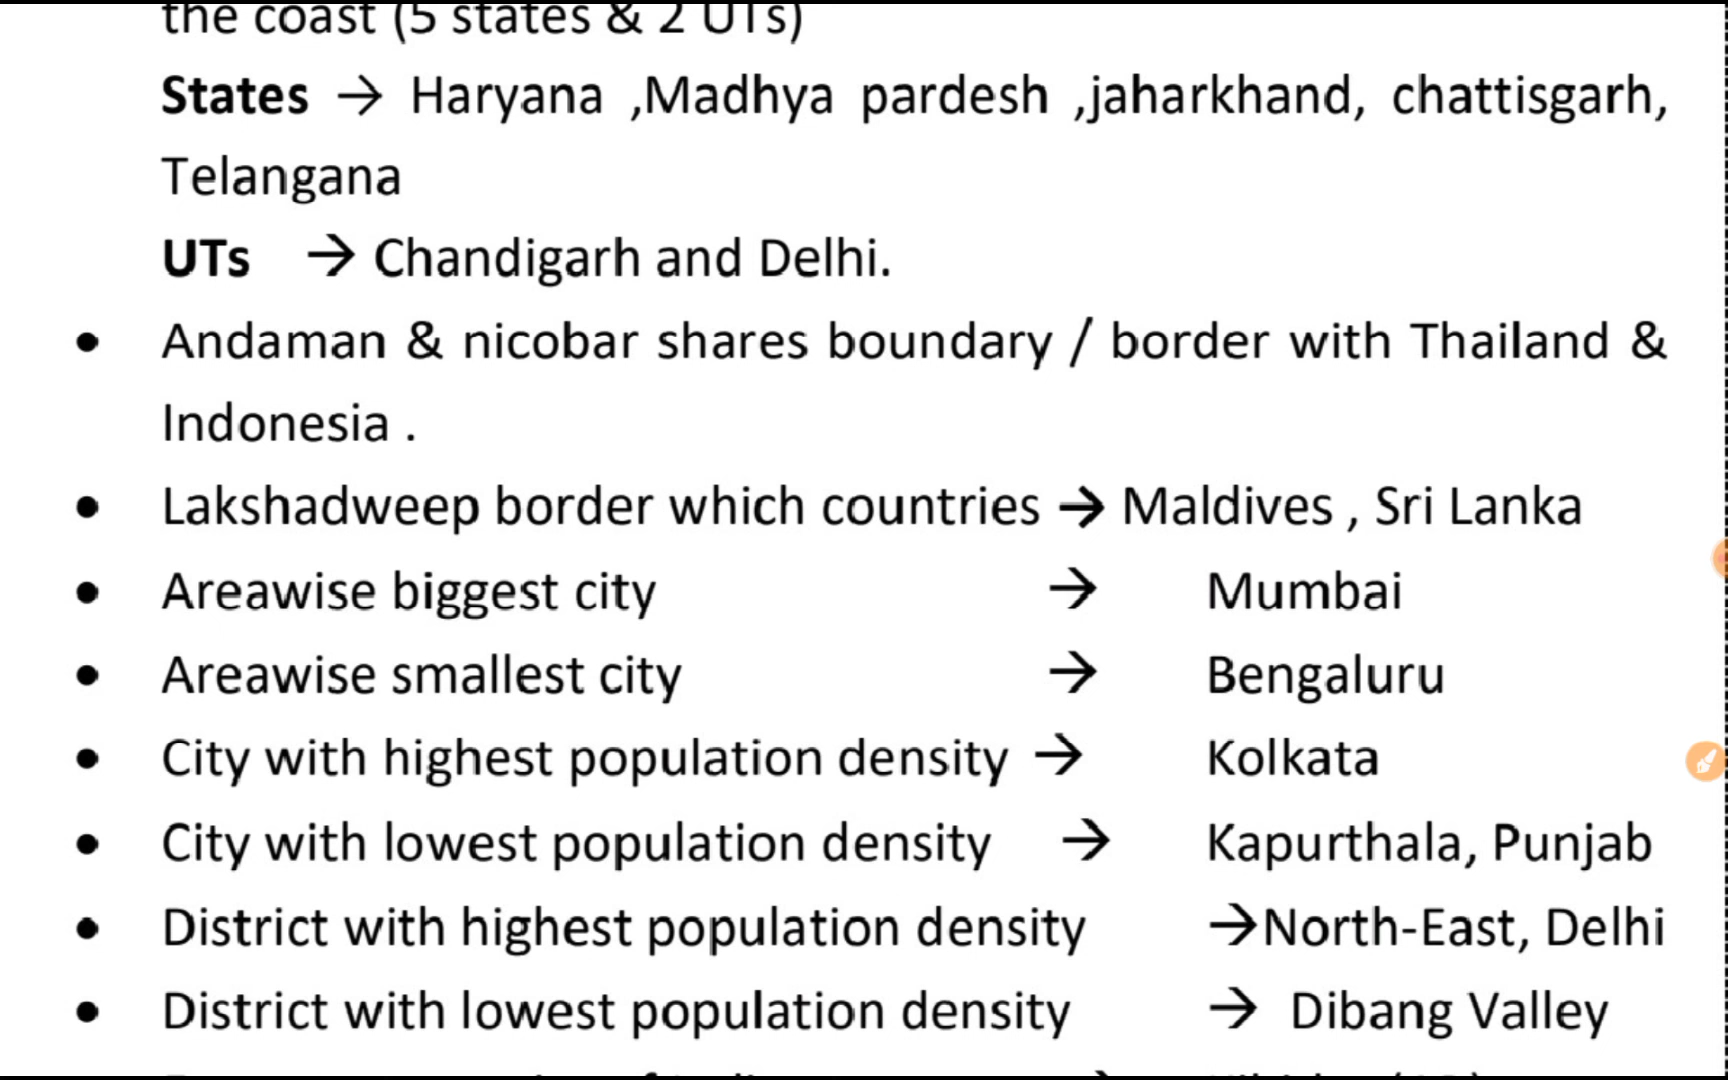 the coast (5 states & 2 UTs)
States → Haryana ,Madhya pardesh ,jaharkhand, chattisgarh,
Telangana
UTs → Chandigarh and Delhi.
• Andaman & nicobar shares boundary / border with Thailand &
Indonesia .
• Lakshadweep border which countries → Maldives , Sri Lanka
• Areawise biggest city → Mumbai
• Areawise smallest city → Bengaluru
• City with highest population density → Kolkata
• City with lowest population density → Kapurthala, Punjab
• District with highest population density →North-East, Delhi
• District with lowest population density → Dibang Valley